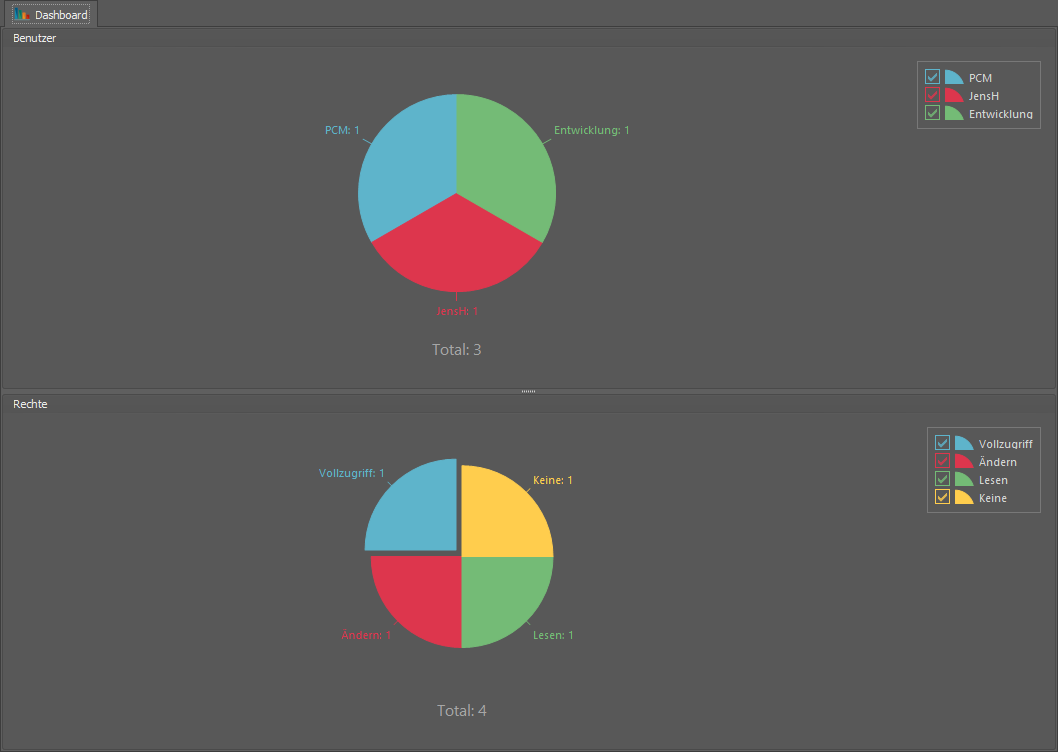 Dashboard
Benutzer
PCM
JensH
Entwicklung
PCM: 1
Entwicklung: 1
JensH: 1
Total: 3
Rechte
Vollzugriff
Ändern
Lesen
Keine
Vollzugriff: 1
Keine: 1
Ändern: 1
Lesen: 1
Total: 4